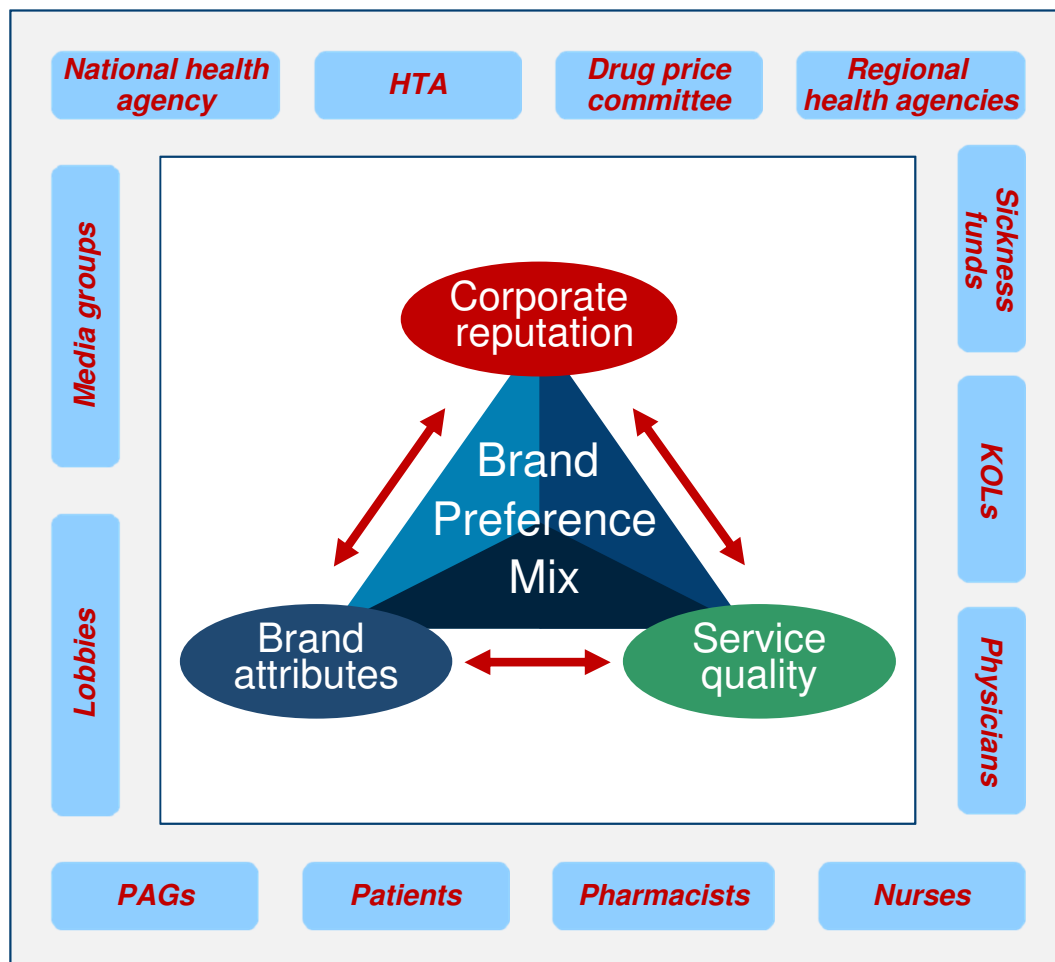 National health
agency
HTA
Drug price
committee
Regional
health agencies
Media groups
Lobbies
Corporate
reputation
Brand
Preference
Mix
Brand
attributes
Service
quality
Sickness
funds
KOLs
Physicians
PAGs
Patients
Pharmacists
Nurses